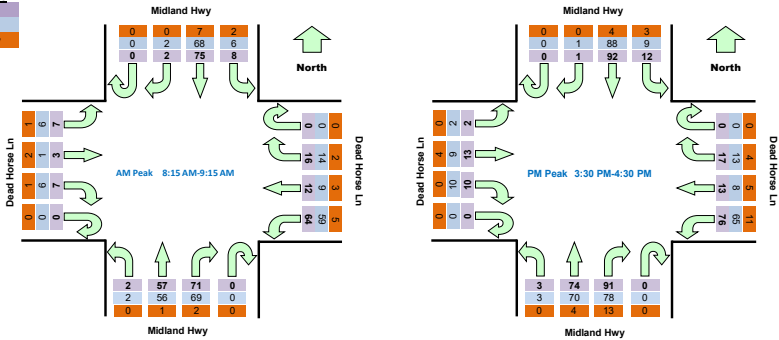 Midland Hwy
0 0 7 2
0 2 68 6
0 2 75 8
North
Dead Horse Ln
1 6 7
2 1 3
1 6 7
0 0 0
AM Peak 8:15 AM-9:15 AM
0 0 0
16 14 2
12 9 3
64 59 5
Dead Horse Ln
2 57 71 0
2 56 69 0
0 1 2 0
Midland Hwy
Midland Hwy
0 0 4 3
0 1 88 9
0 1 92 12
North
Dead Horse Ln
0 2 2
4 9 13
0 10 10
0 0 0
PM Peak 3:30 PM-4:30 PM
0 0 0
17 13 4
13 8 5
76 65 11
Dead Horse Ln
3 74 91 0
3 70 78 0
0 4 13 0
Midland Hwy